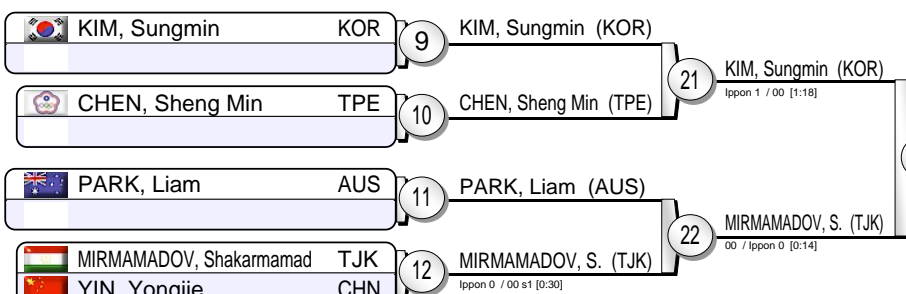 KIM, Sungmin KOR
9
KIM, Sungmin (KOR)
21
KIM, Sungmin (KOR)
Ippon 1 / 00 [1:18]
CHEN, Sheng Min TPE
10
CHEN, Sheng Min (TPE)
PARK, Liam AUS
11
PARK, Liam (AUS)
22
MIRMAMADOV, S. (TJK)
00 / Ippon 0 [0:14]
MIRMAMADOV, Shakarmamad TJK
12
MIRMAMADOV, S. (TJK)
Ippon 0 / 00 s1 [0:30]
YIN, Yongjie CHN